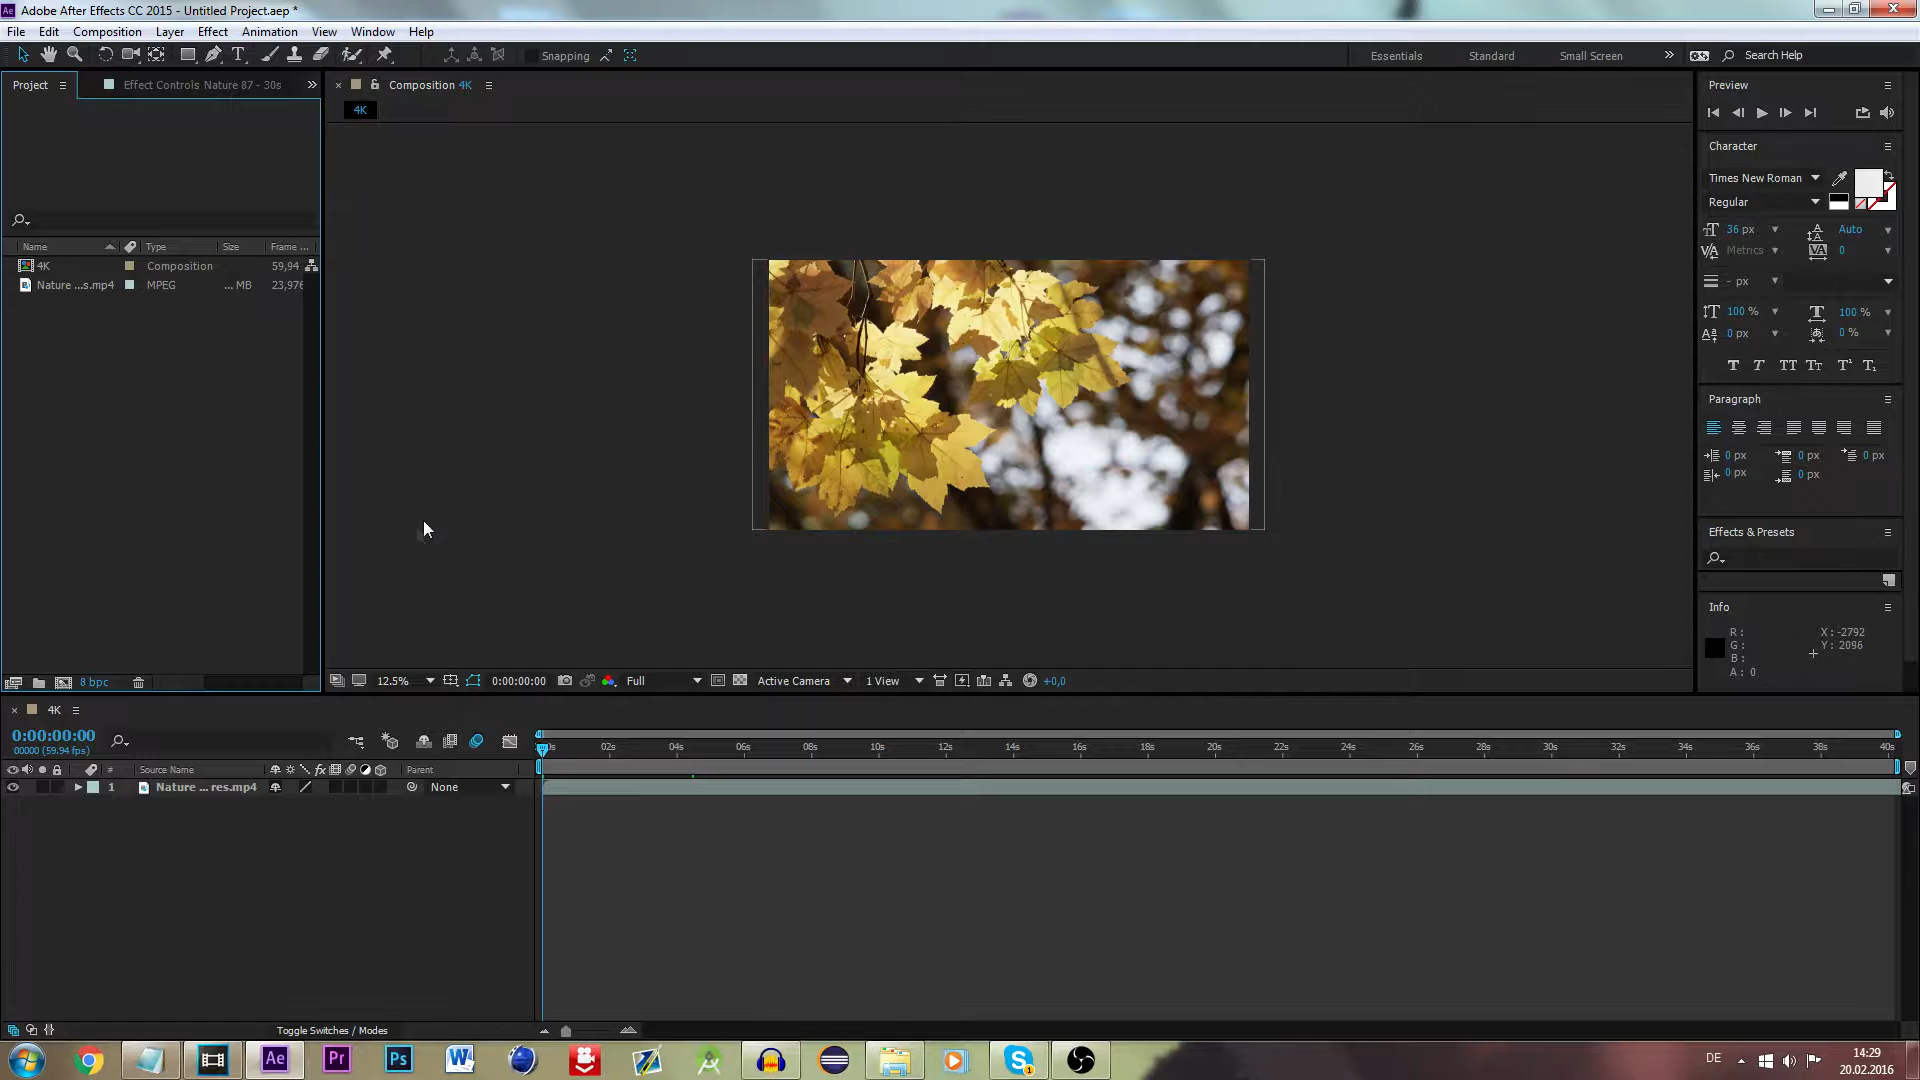 Adobe After Effects CC 2015 - Untitled Project.aep *
File Edit Composition Layer Effect Animation View Window Help
Snapping Essentials Standard Small Screen Search Help
Project Effect Controls Nature 87 - 30s
Composition 4K
4K
Name Type Size Frame ...
4K Composition 59,94
Nature ...s.mp4 MPEG ... MB 23,976
8 bpc
12.5% 0:00:00:00 Full Active Camera 1 View +0,0
Preview
Character
Times New Roman
Regular
36 px Auto
Metrics 0
- px
100 % 100 %
0 px 0 %
Paragraph
0 px 0 px 0 px
0 px 0 px
Effects & Presets
Info
R : X : -2792
G : Y : 2096
B :
A : 0
4K
0:00:00:00
00000 (59.94 fps)
02s 04s 06s 08s 10s 12s 14s 16s 18s 20s 22s 24s 26s 28s 30s 32s 34s 36s 38s 40s
# Source Name fx Parent
1 Nature ... res.mp4 None
Toggle Switches / Modes
Ae Pr Ps W
DE
14:29
20.02.2016